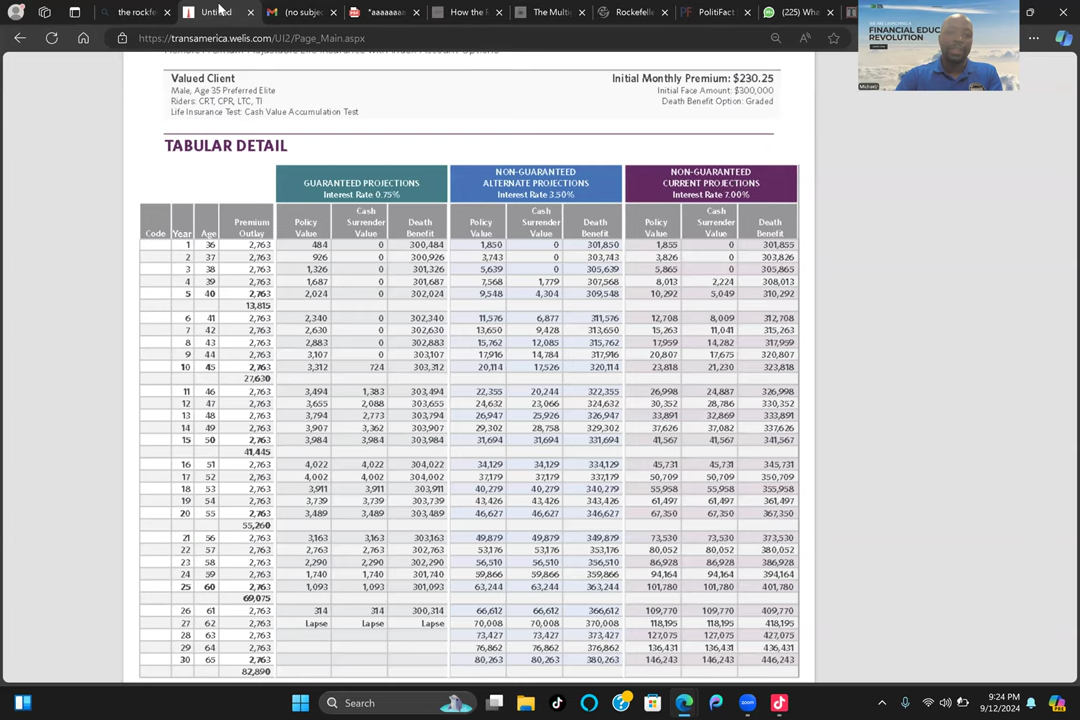 the rockfe
Untitled
(no subje
*aaaaaaa
How the R
The Multi
Rockefelle
PolitiFact
(225) Wha
https://transamerica.welis.com/UI2/Page_Main.aspx
FINANCIAL EDUC
REVOLUTION
Valued Client
Initial Monthly Premium: $230.25
Male, Age 35 Preferred Elite
Initial Face Amount: $300,000
Riders: CRT, CPR, LTC, TI
Death Benefit Option: Graded
Life Insurance Test: Cash Value Accumulation Test
TABULAR DETAIL
GUARANTEED PROJECTIONS
Interest Rate 0.75%
NON-GUARANTEED
ALTERNATE PROJECTIONS
Interest Rate 3.50%
NON-GUARANTEED
CURRENT PROJECTIONS
Interest Rate 7.00%
Code Year Age Premium Outlay Policy Value Cash Surrender Value Death Benefit Policy Value Cash Surrender Value Death Benefit Policy Value Cash Surrender Value Death Benefit
1 36 2,763 484 0 300,484 1,850 0 301,850 1,855 0 301,855
2 37 2,763 926 0 300,926 3,743 0 303,743 3,826 0 303,826
3 38 2,763 1,326 0 301,326 5,639 0 305,639 5,865 0 305,865
4 39 2,763 1,687 0 301,687 7,568 1,779 307,568 8,013 2,224 308,013
5 40 2,763 2,024 0 302,024 9,548 4,304 309,548 10,292 5,049 310,292
13,815
6 41 2,763 2,340 0 302,340 11,576 6,877 311,576 12,708 8,009 312,708
7 42 2,763 2,630 0 302,630 13,650 9,428 313,650 15,263 11,041 315,263
8 43 2,763 2,883 0 302,883 15,762 12,085 315,762 17,959 14,282 317,959
9 44 2,763 3,107 0 303,107 17,916 14,784 317,916 20,807 17,675 320,807
10 45 2,763 3,312 724 303,312 20,114 17,526 320,114 23,818 21,230 323,818
27,630
11 46 2,763 3,494 1,383 303,494 22,355 20,244 322,355 26,998 24,887 326,998
12 47 2,763 3,655 2,088 303,655 24,632 23,066 324,632 30,352 28,786 330,352
13 48 2,763 3,794 2,773 303,794 26,947 25,926 326,947 33,891 32,869 333,891
14 49 2,763 3,907 3,362 303,907 29,302 28,758 329,302 37,626 37,082 337,626
15 50 2,763 3,984 3,984 303,984 31,694 31,694 331,694 41,567 41,567 341,567
41,445
16 51 2,763 4,022 4,022 304,022 34,129 34,129 334,129 45,731 45,731 345,731
17 52 2,763 4,002 4,002 304,002 37,179 37,179 337,179 50,709 50,709 350,709
18 53 2,763 3,911 3,911 303,911 40,279 40,279 340,279 55,958 55,958 355,958
19 54 2,763 3,739 3,739 303,739 43,426 43,426 343,426 61,497 61,497 361,497
20 55 2,763 3,489 3,489 303,489 46,627 46,627 346,627 67,350 67,350 367,350
55,260
21 56 2,763 3,163 3,163 303,163 49,879 49,879 349,879 73,530 73,530 373,530
22 57 2,763 2,763 2,763 302,763 53,176 53,176 353,176 80,052 80,052 380,052
23 58 2,763 2,290 2,290 302,290 56,510 56,510 356,510 86,928 86,928 386,928
24 59 2,763 1,740 1,740 301,740 59,866 59,866 359,866 94,164 94,164 394,164
25 60 2,763 1,093 1,093 301,093 63,244 63,244 363,244 101,780 101,780 401,780
69,075
26 61 2,763 314 314 300,314 66,612 66,612 366,612 109,770 109,770 409,770
27 62 2,763 Lapse Lapse Lapse 70,008 70,008 370,008 118,195 118,195 418,195
28 63 2,763 73,427 73,427 373,427 127,075 127,075 427,075
29 64 2,763 76,862 76,862 376,862 136,431 136,431 436,431
30 65 2,763 80,263 80,263 380,263 146,243 146,243 446,243
82,890
Search
9:24 PM
9/12/2024